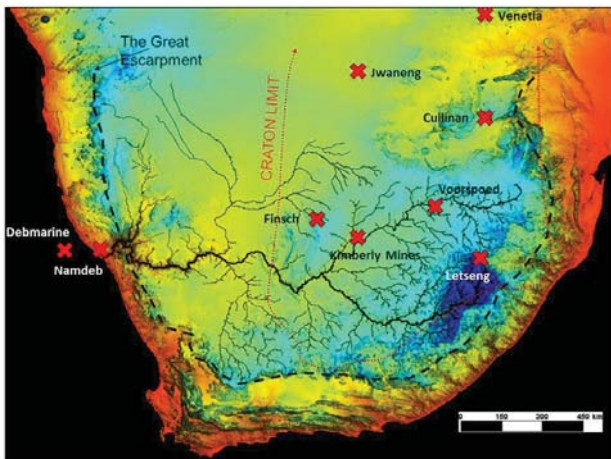 Venetia
The Great
Escarpment
Jwaneng
CRATON LIMIT
Cullinan
Voorspoed
Finsch
Debmarine
Kimberly Mines
Namdeb
Letseng
0 150 300 450 km